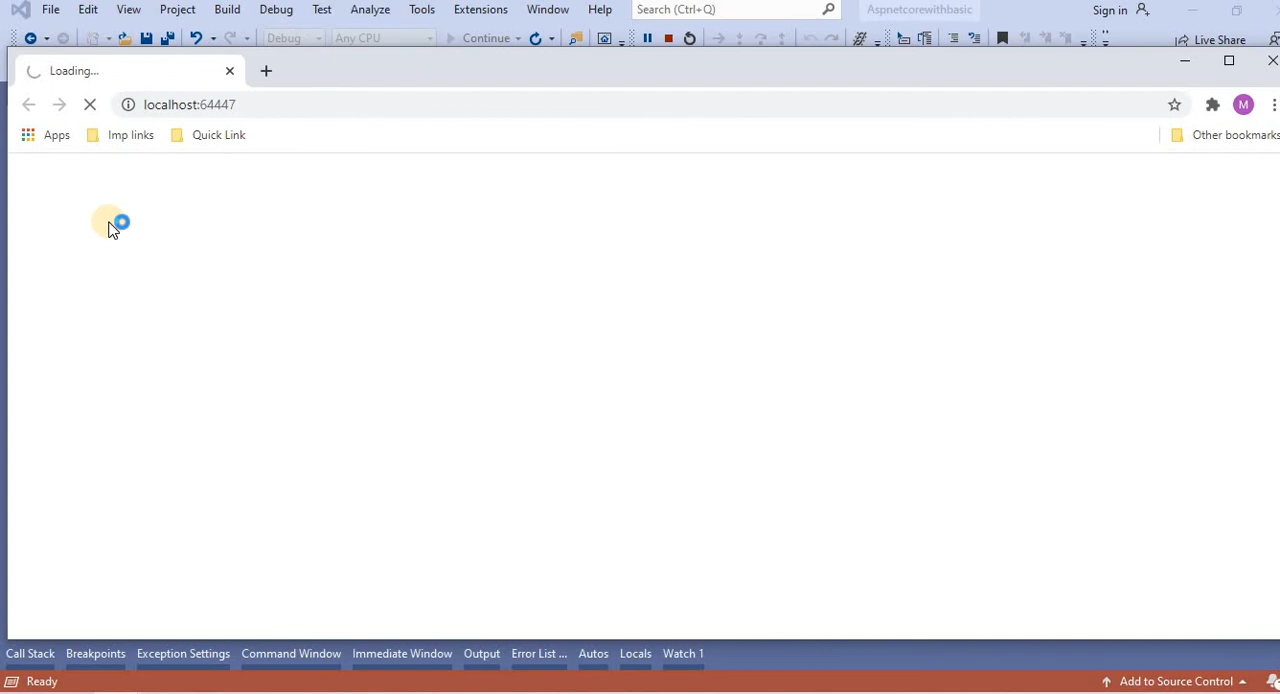 File Edit View Project Build Debug Test Analyze Tools Extensions Window Help Search (Ctrl+Q) Aspnetcorewithbasic Sign in
Debug Any CPU Continue Live Share
Loading...
localhost:64447 M
Apps Imp links Quick Link Other bookmarks
Call Stack Breakpoints Exception Settings Command Window Immediate Window Output Error List ... Autos Locals Watch 1
Ready Add to Source Control